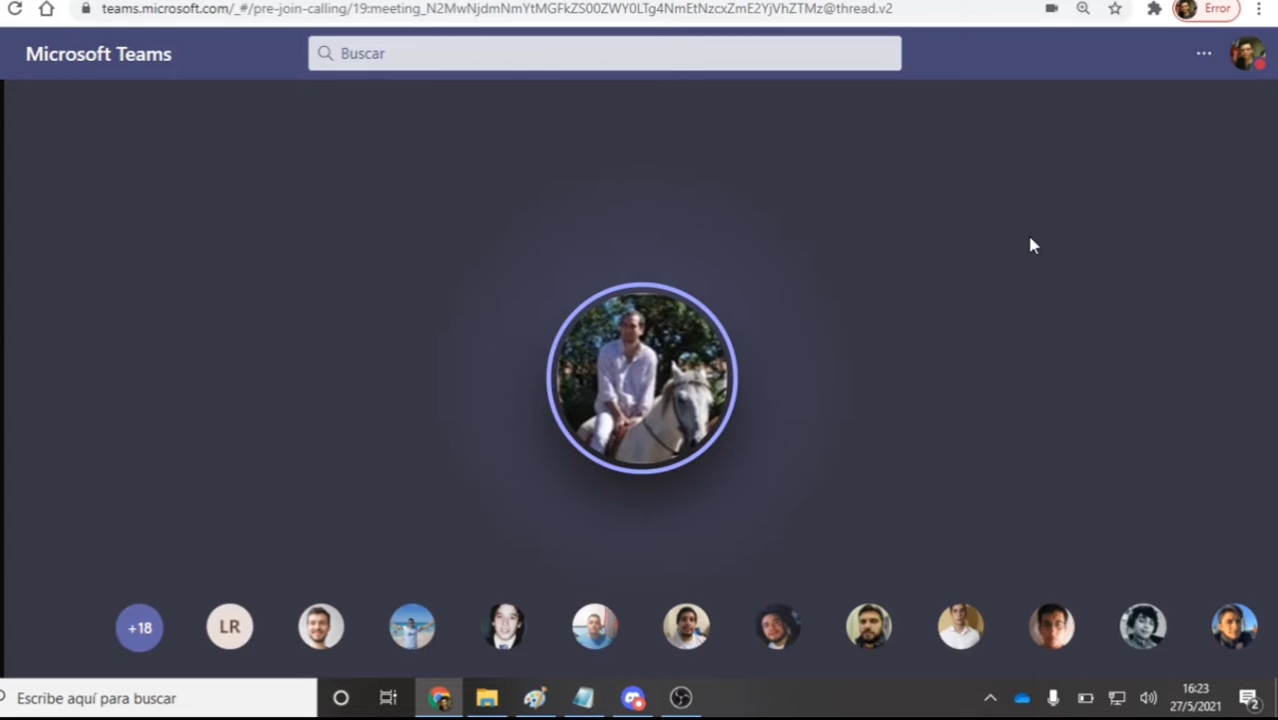 teams.microsoft.com/_#/pre-join-calling/19:meeting_N2MwNjdmNmYtMGFkZS00ZWY0LTg4NmEtNzcxZmE2YjVhZTMz@thread.v2
Error
Microsoft Teams
Buscar
+18
LR
Escribe aquí para buscar
16:23
27/5/2021
2